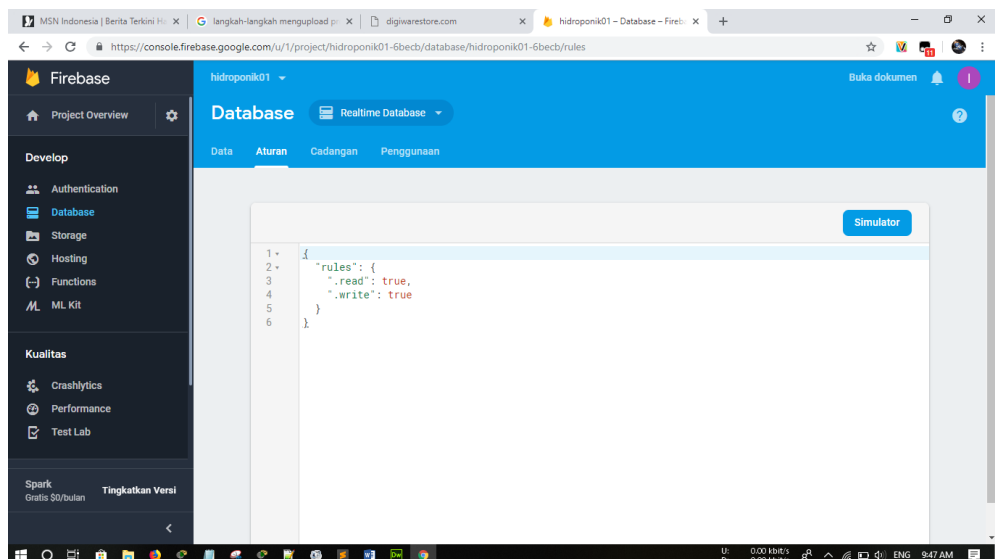 MSN Indonesia | Berita Terkini Ha
langkah-langkah mengupload pr
digiwarestore.com
hidroponik01 – Database – Fireb
https://console.firebase.google.com/u/1/project/hidroponik01-6becb/database/hidroponik01-6becb/rules
11
Firebase
hidroponik01
Buka dokumen
I
Project Overview
Database
Realtime Database
?
Develop
Data
Aturan
Cadangan
Penggunaan
Authentication
Database
Storage
Hosting
Functions
ML Kit
Simulator
1 {
2 "rules": {
3 ".read": true,
4 ".write": true
5 }
6 }
Kualitas
Crashlytics
Performance
Test Lab
Spark
Gratis $0/bulan
Tingkatkan Versi
U: 0.00 kbit/s
ENG
9:47 AM